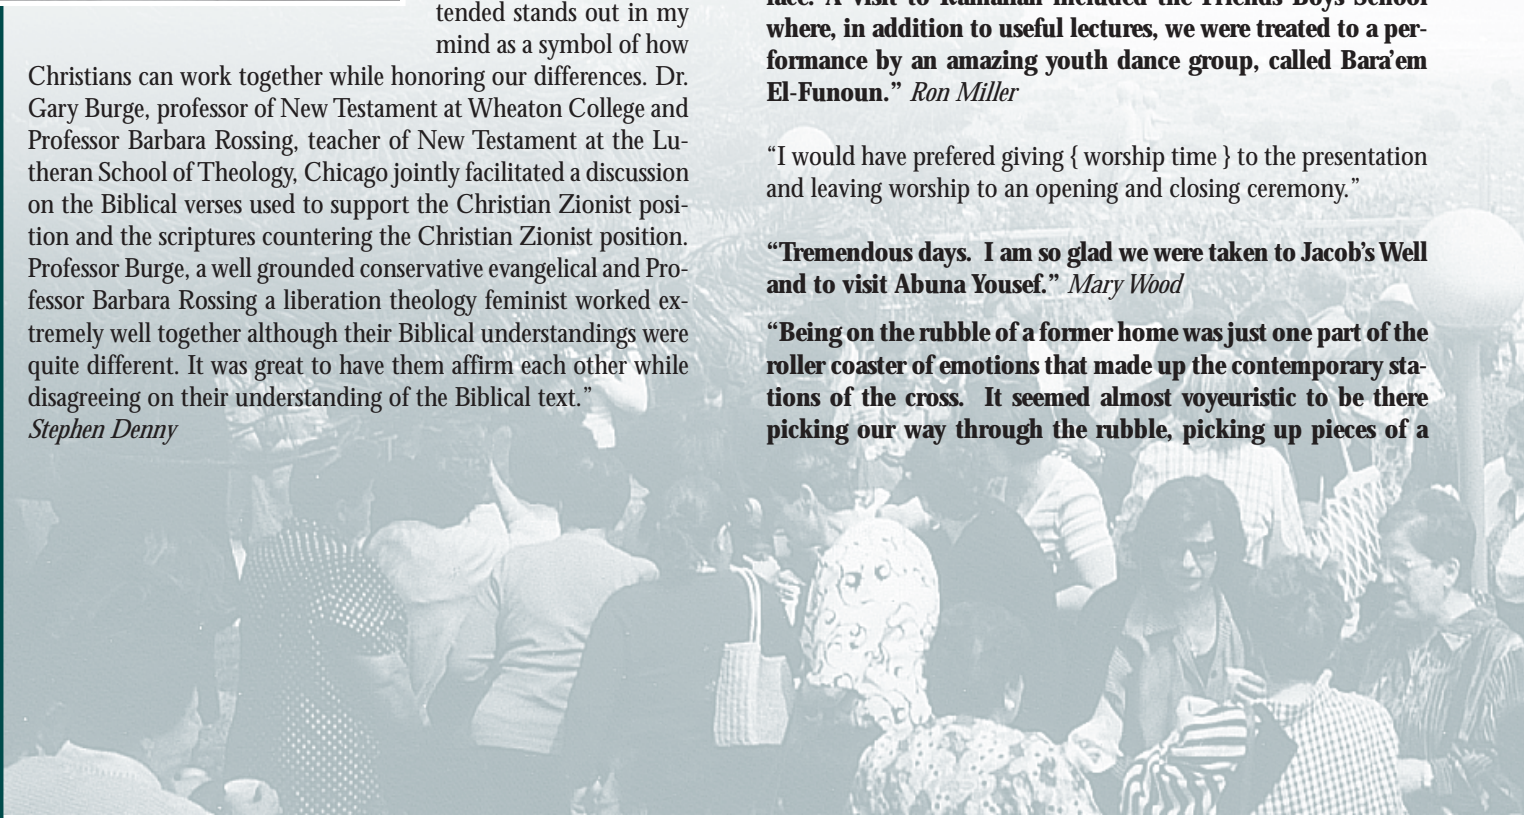 tended stands out in my
mind as a symbol of how
Christians can work together while honoring our differences. Dr.
Gary Burge, professor of New Testament at Wheaton College and
Professor Barbara Rossing, teacher of New Testament at the Lu-
theran School of Theology, Chicago jointly facilitated a discussion
on the Biblical verses used to support the Christian Zionist posi-
tion and the scriptures countering the Christian Zionist position.
Professor Burge, a well grounded conservative evangelical and Pro-
fessor Barbara Rossing a liberation theology feminist worked ex-
tremely well together although their Biblical understandings were
quite different. It was great to have them affirm each other while
disagreeing on their understanding of the Biblical text.”
Stephen Denny
face. A visit to Ramallah included the Friends Boys School
where, in addition to useful lectures, we were treated to a per-
formance by an amazing youth dance group, called Bara’em
El-Funoun.” Ron Miller
“I would have prefered giving { worship time } to the presentation
and leaving worship to an opening and closing ceremony.”
“Tremendous days.  I am so glad we were taken to Jacob’s Well
and to visit Abuna Yousef.” Mary Wood
“Being on the rubble of a former home was just one part of the
roller coaster of emotions that made up the contemporary sta-
tions of the cross.  It seemed almost voyeuristic to be there
picking our way through the rubble, picking up pieces of a